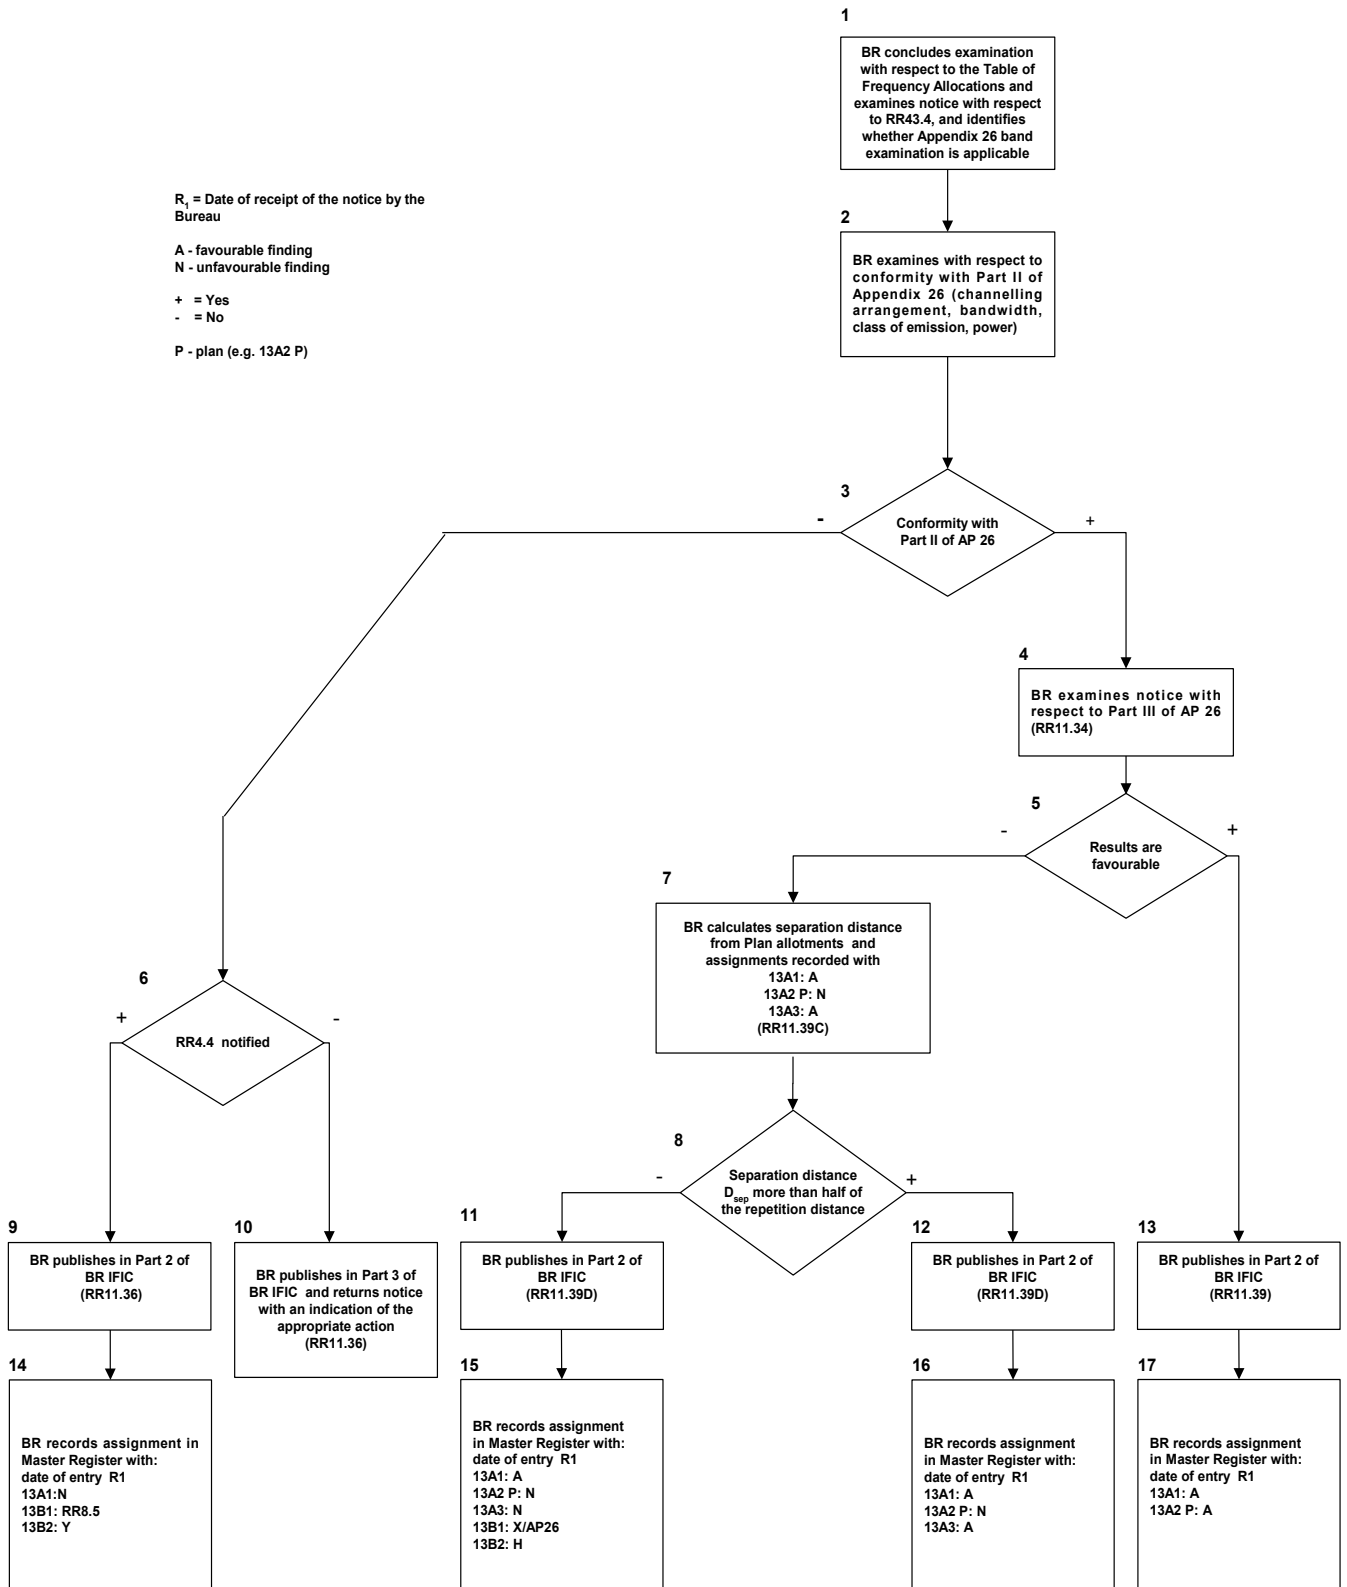 1
BR concludes examination
with respect to the Table of
Frequency Allocations and
examines notice with respect
to RR43.4, and identifies
whether Appendix 26 band
examination is applicable
R1 = Date of receipt of the notice by the
Bureau
A - favourable finding
N - unfavourable finding
+ = Yes
- = No
P - plan (e.g. 13A2 P)
2
BR examines with respect to
conformity with Part II of
Appendix 26 (channelling
arrangement, bandwidth,
class of emission, power)
3
-
Conformity with
Part II of AP 26
+
4
BR examines notice with
respect to Part III of AP 26
(RR11.34)
5
-
Results are
favourable
+
7
BR calculates separation distance
from Plan allotments and
assignments recorded with
13A1: A
13A2 P: N
13A3: A
(RR11.39C)
6
+
RR4.4 notified
-
8
-
Separation distance
Dsep more than half of
the repetition distance
+
9
BR publishes in Part 2 of
BR IFIC
(RR11.36)
10
BR publishes in Part 3 of
BR IFIC and returns notice
with an indication of the
appropriate action
(RR11.36)
11
BR publishes in Part 2 of
BR IFIC
(RR11.39D)
12
BR publishes in Part 2 of
BR IFIC
(RR11.39D)
13
BR publishes in Part 2 of
BR IFIC
(RR11.39)
14
BR records assignment in
Master Register with:
date of entry R1
13A1:N
13B1: RR8.5
13B2: Y
15
BR records assignment
in Master Register with:
date of entry R1
13A1: A
13A2 P: N
13A3: N
13B1: X/AP26
13B2: H
16
BR records assignment
in Master Register with:
date of entry R1
13A1: A
13A2 P: N
13A3: A
17
BR records assignment
in Master Register with:
date of entry R1
13A1: A
13A2 P: A